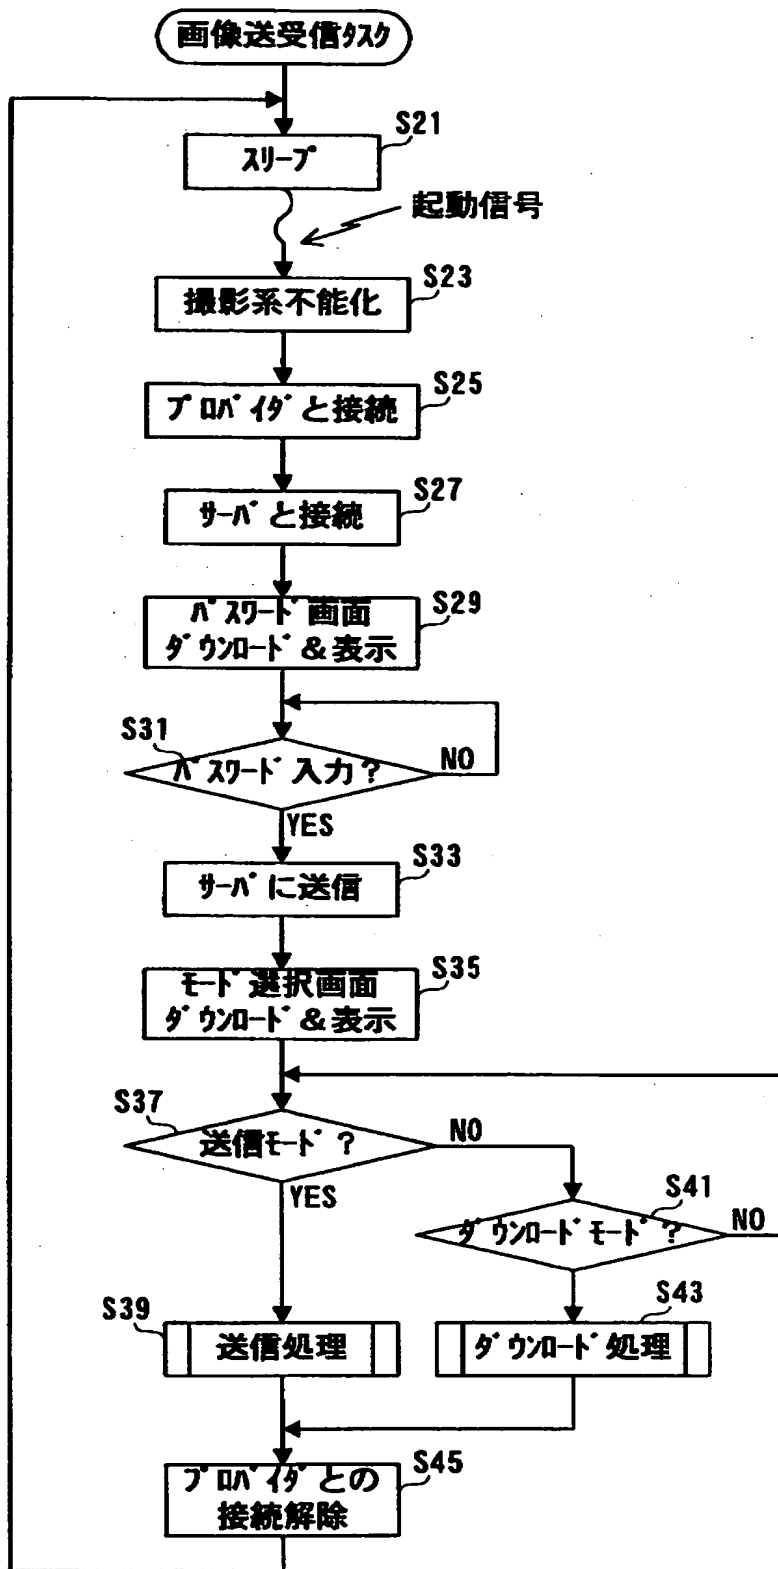 画像送受信ﾀｽｸ
S21
ｽﾘｰﾌﾟ
起動信号
S23
撮影系不能化
S25
ﾌﾟﾛﾊﾞｲﾀﾞと接続
S27
ｻｰﾊﾞと接続
S29
ﾊﾟｽﾜｰﾄﾞ画面
ﾀﾞｳﾝﾛｰﾄﾞ&表示
S31
ﾊﾟｽﾜｰﾄﾞ入力?
NO
YES
S33
ｻｰﾊﾞに送信
S35
ﾓｰﾄﾞ選択画面
ﾀﾞｳﾝﾛｰﾄﾞ&表示
S37
送信ﾓｰﾄﾞ?
NO
YES
S41
ﾀﾞｳﾝﾛｰﾄﾞﾓｰﾄﾞ?
NO
S39
送信処理
S43
ﾀﾞｳﾝﾛｰﾄﾞ処理
S45
ﾌﾟﾛﾊﾞｲﾀﾞとの
接続解除